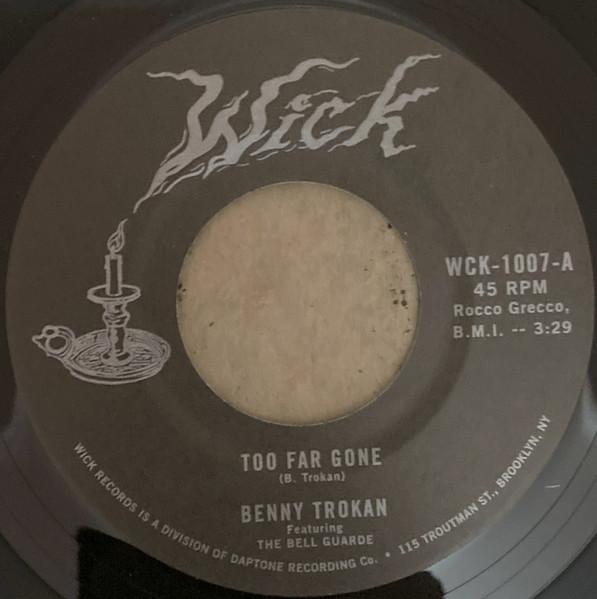 Wick
WCK-1007-A
45 RPM
Rocco Grecco,
B.M.I. -- 3:29
TOO FAR GONE
(B. Trokan)
BENNY TROKAN
Featuring
THE BELL GUARDE
WICK RECORDS IS A DIVISION OF DAPTONE RECORDING Co. • 115 TROUTMAN ST., BROOKLYN, NY